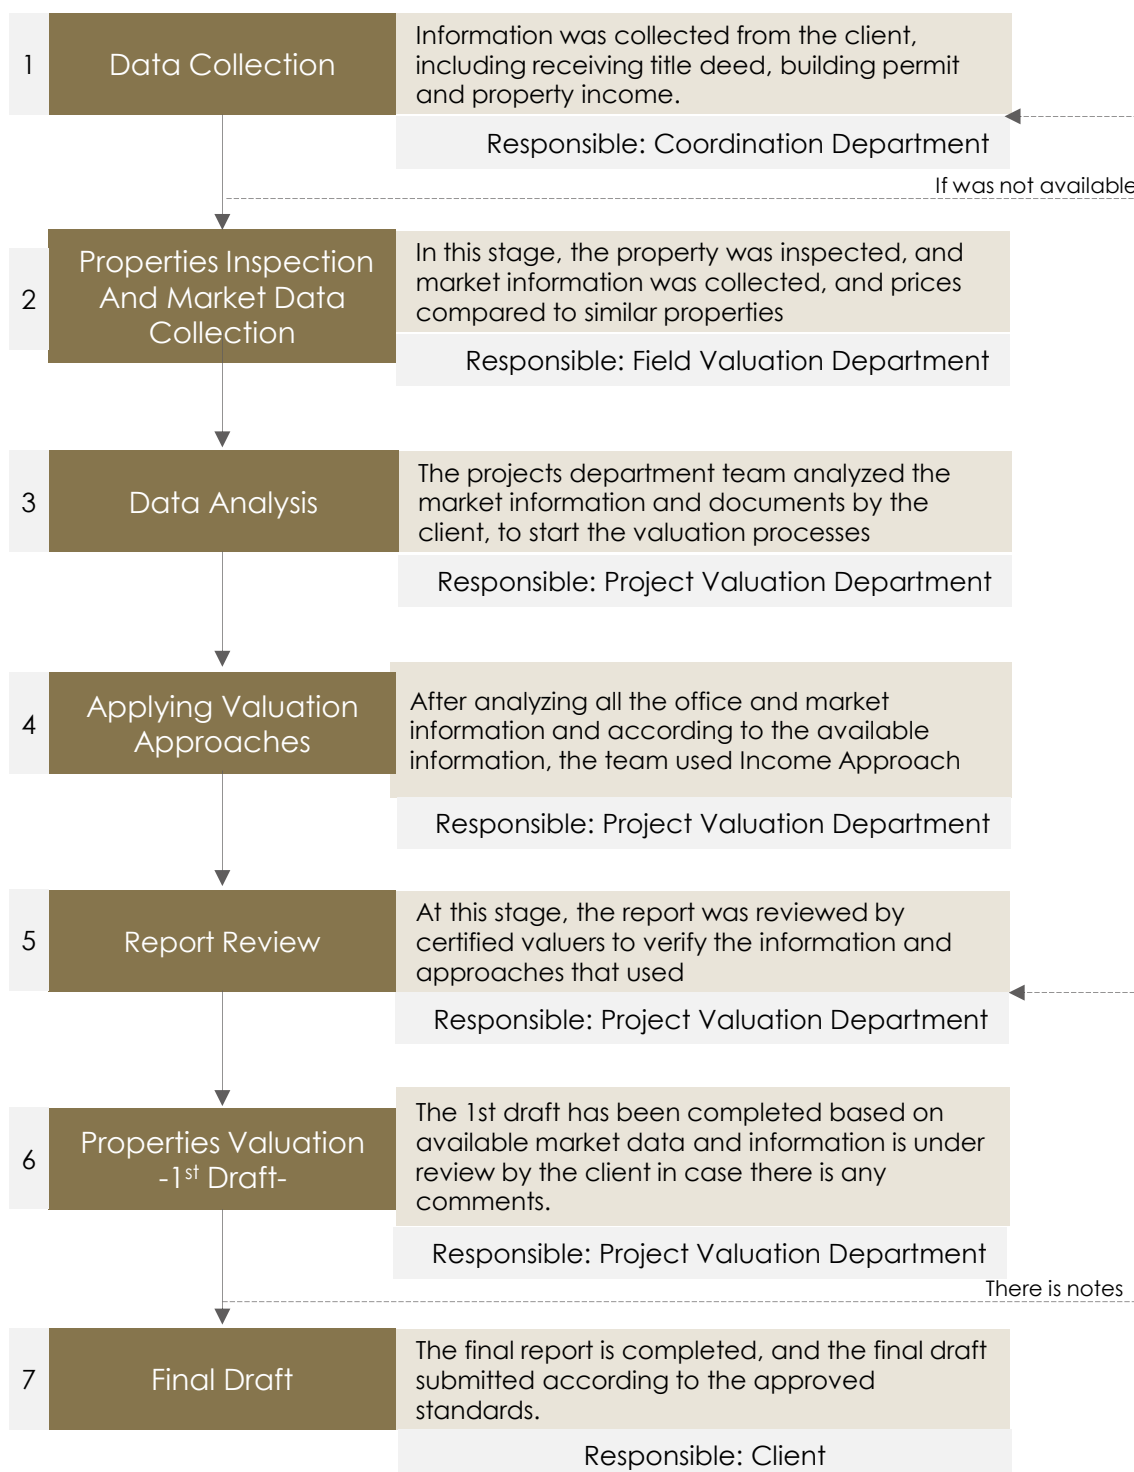 1
Data Collection
Information was collected from the client,
including receiving title deed, building permit
and property income.
Responsible: Coordination Department
If was not available
2
Properties Inspection
And Market Data
Collection
In this stage, the property was inspected, and
market information was collected, and prices
compared to similar properties
Responsible: Field Valuation Department
3
Data Analysis
The projects department team analyzed the
market information and documents by the
client, to start the valuation processes
Responsible: Project Valuation Department
4
Applying Valuation
Approaches
After analyzing all the office and market
information and according to the available
information, the team used Income Approach
Responsible: Project Valuation Department
5
Report Review
At this stage, the report was reviewed by
certified valuers to verify the information and
approaches that used
Responsible: Project Valuation Department
6
Properties Valuation
-1st Draft-
The 1st draft has been completed based on
available market data and information is under
review by the client in case there is any
comments.
Responsible: Project Valuation Department
There is notes
7
Final Draft
The final report is completed, and the final draft
submitted according to the approved
standards.
Responsible: Client